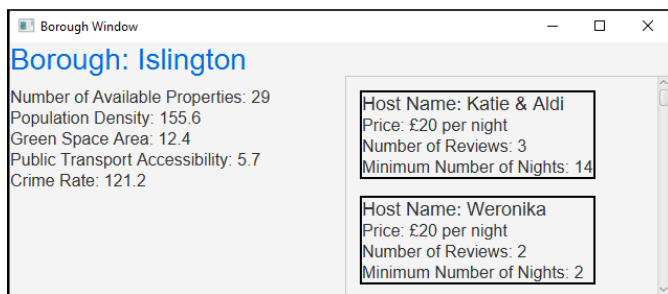 Borough Window
Borough: Islington
Number of Available Properties: 29
Population Density: 155.6
Green Space Area: 12.4
Public Transport Accessibility: 5.7
Crime Rate: 121.2
Host Name: Katie & Aldi
Price: £20 per night
Number of Reviews: 3
Minimum Number of Nights: 14
Host Name: Weronika
Price: £20 per night
Number of Reviews: 2
Minimum Number of Nights: 2